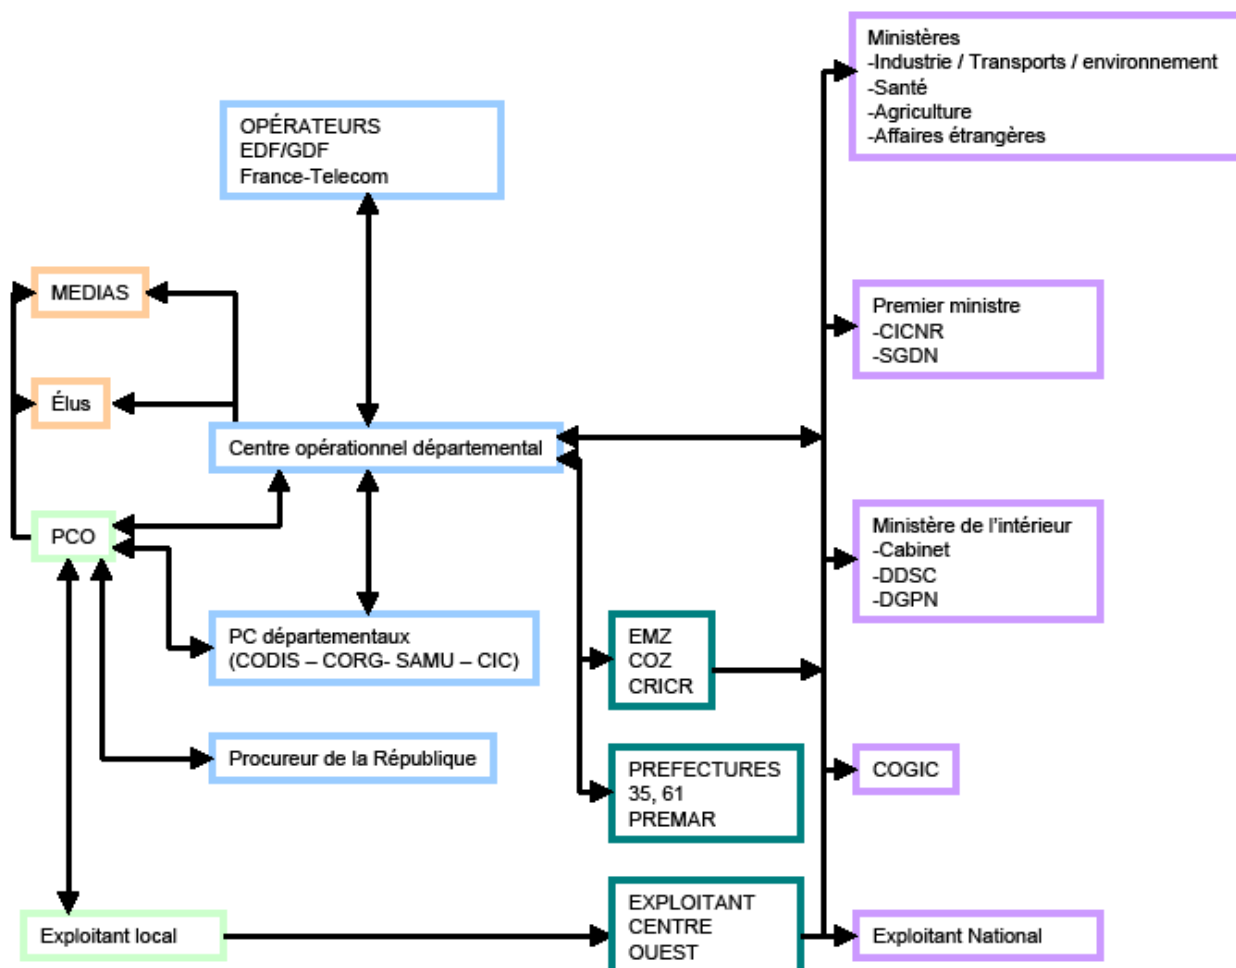 Ministères
-Industrie / Transports / environnement
-Santé
-Agriculture
-Affaires étrangères
OPÉRATEURS
EDF/GDF
France-Telecom
MEDIAS
Premier ministre
-CICNR
-SGDN
Élus
Centre opérationnel départemental
PCO
Ministère de l'intérieur
-Cabinet
-DDSC
-DGPN
PC départementaux
(CODIS – CORG- SAMU – CIC)
EMZ
COZ
CRICR
Procureur de la République
PREFECTURES
35, 61
PREMAR
COGIC
Exploitant local
EXPLOITANT
CENTRE
OUEST
Exploitant National